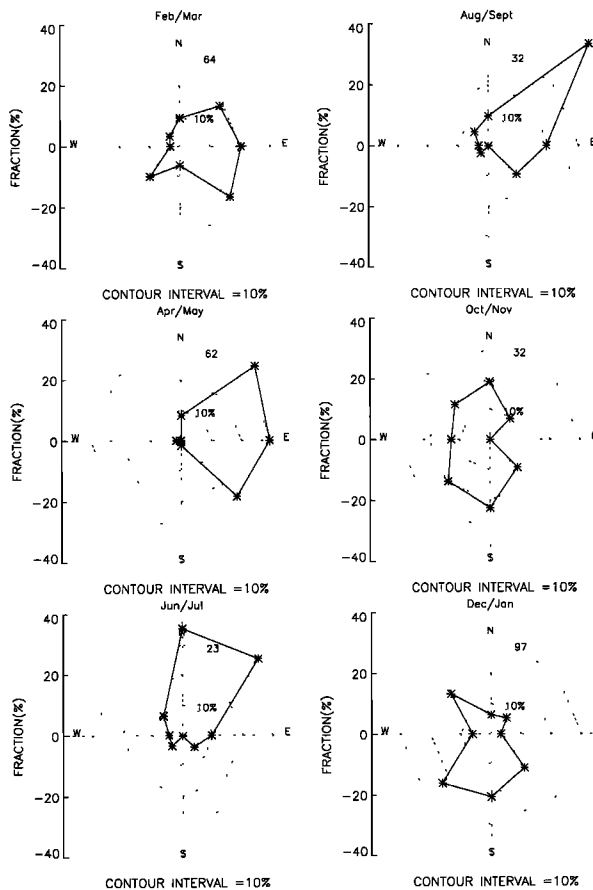 Feb/Mar
40
N
64
20
10%
FRACTION(%)
0
W
E
-20
-40
S
CONTOUR INTERVAL =10%
Aug/Sept
40
N
32
20
10%
FRACTION(%)
0
W
E
-20
-40
S
CONTOUR INTERVAL =10%
Apr/May
40
N
62
20
10%
FRACTION(%)
0
W
E
-20
-40
S
CONTOUR INTERVAL =10%
Oct/Nov
40
N
32
20
10%
FRACTION(%)
0
W
E
-20
-40
S
CONTOUR INTERVAL =10%
Jun/Jul
40
23
20
10%
FRACTION(%)
0
W
E
-20
-40
S
CONTOUR INTERVAL =10%
Dec/Jan
40
N
97
20
10%
FRACTION(%)
0
W
-20
-40
S
CONTOUR INTERVAL =10%